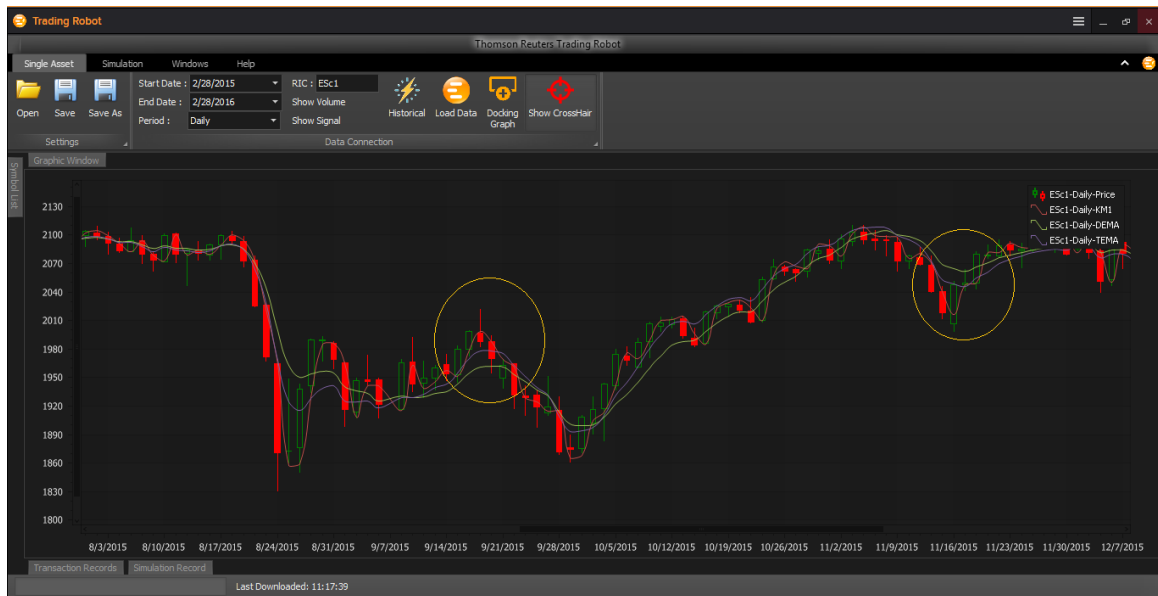 Trading Robot
Thomson Reuters Trading Robot
Single Asset Simulation Windows Help
Start Date : 2/28/2015 RIC : ESc1
End Date : 2/28/2016 Show Volume
Period : Daily Show Signal
Open Save Save As Historical Load Data Docking Graph Show CrossHair
Settings Data Connection
Symbol List
Graphic Window
ESc1-Daily-Price
ESc1-Daily-KM1
ESc1-Daily-DEMA
ESc1-Daily-TEMA
2130
2100
2070
2040
2010
1980
1950
1920
1890
1860
1830
1800
8/3/2015 8/10/2015 8/17/2015 8/24/2015 8/31/2015 9/7/2015 9/14/2015 9/21/2015 9/28/2015 10/5/2015 10/12/2015 10/19/2015 10/26/2015 11/2/2015 11/9/2015 11/16/2015 11/23/2015 11/30/2015 12/7/2015
Transaction Records Simulation Record
Last Downloaded: 11:17:39